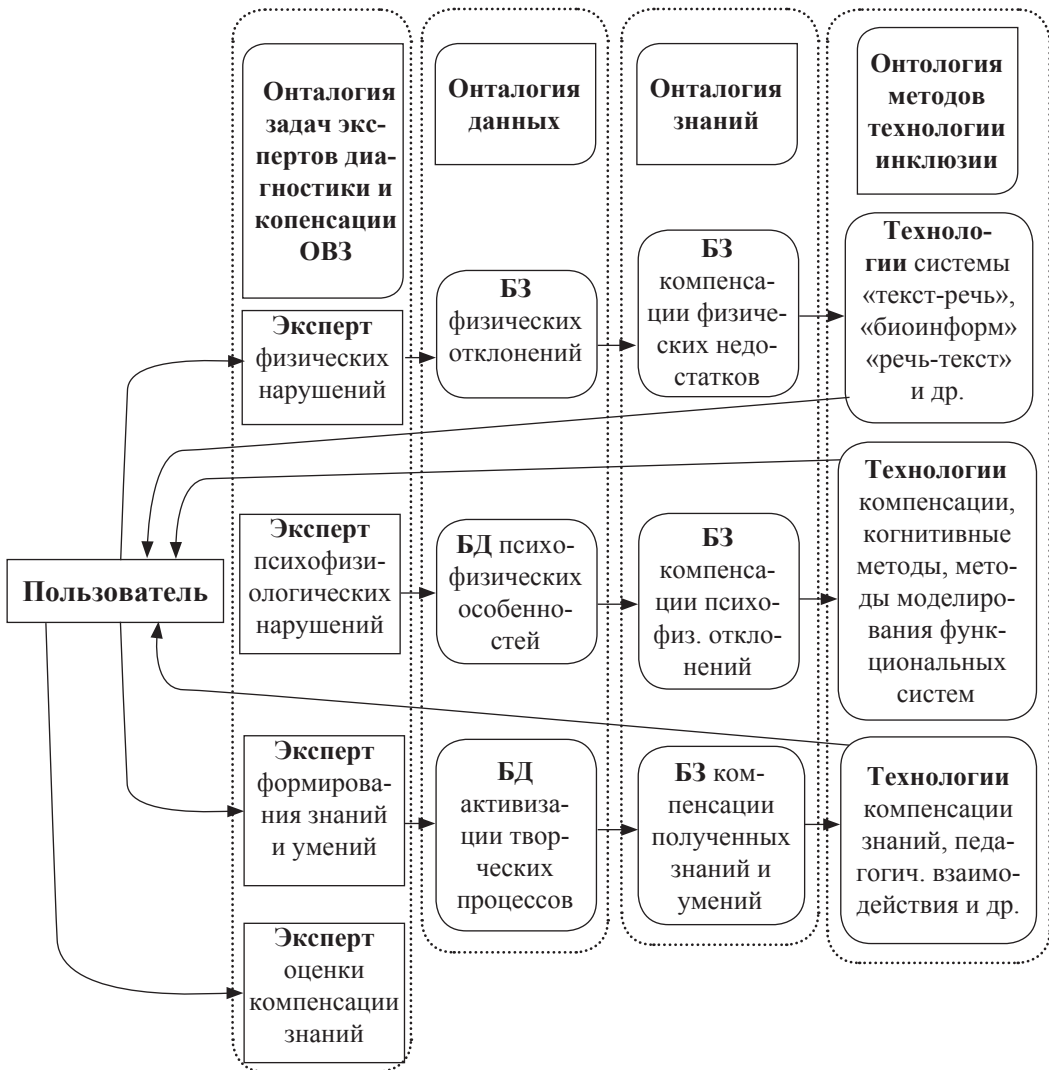 Онталогия
задач экс-
пертов диа-
гностики и
копенсации
ОВЗ
Онталогия
данных
Онталогия
знаний
Онтология
методов
технологии
инклюзии
Эксперт
физических
нарушений
БЗ
физических
отклонений
БЗ
компенса-
ции физиче-
ских недо-
статков
Техноло-
гии системы
«текст-речь»,
«биоинформ»
«речь-текст»
и др.
Пользователь
Эксперт
психофизи-
ологических
нарушений
БД психо-
физических
особенно-
стей
БЗ
компенса-
ции психо-
физ. откло-
нений
Технологии
компенсации,
когнитивные
методы, мето-
ды моделиро-
вания функ-
циональных
систем
Эксперт
формирова-
ния знаний
и умений
БД
активиза-
ции твор-
ческих
процессов
БЗ ком-
пенсации
полученных
знаний и
умений
Технологии
компенсации
знаний, педа-
гогич. взаимо-
действия и др.
Эксперт
оценки
компенсации
знаний